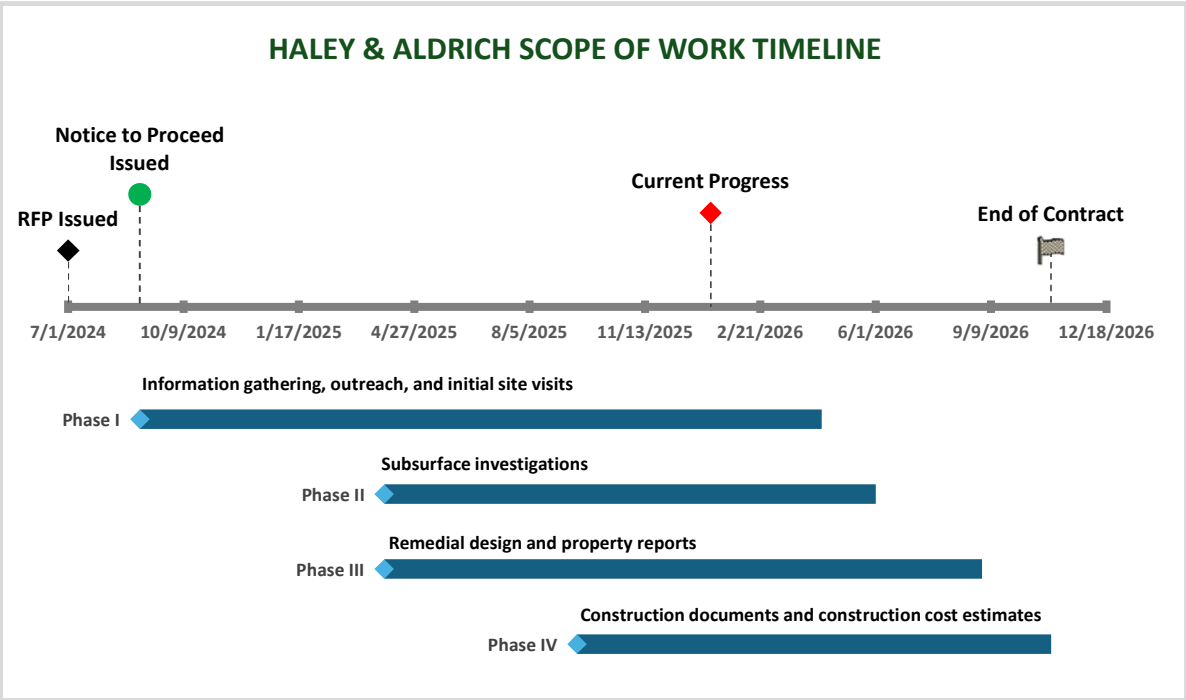 HALEY & ALDRICH SCOPE OF WORK TIMELINE
Notice to Proceed
Issued
Current Progress
RFP Issued
End of Contract
7/1/2024
10/9/2024
1/17/2025
4/27/2025
8/5/2025
11/13/2025
2/21/2026
6/1/2026
9/9/2026
12/18/2026
Information gathering, outreach, and initial site visits
Phase I
Subsurface investigations
Phase II
Remedial design and property reports
Phase III
Construction documents and construction cost estimates
Phase IV